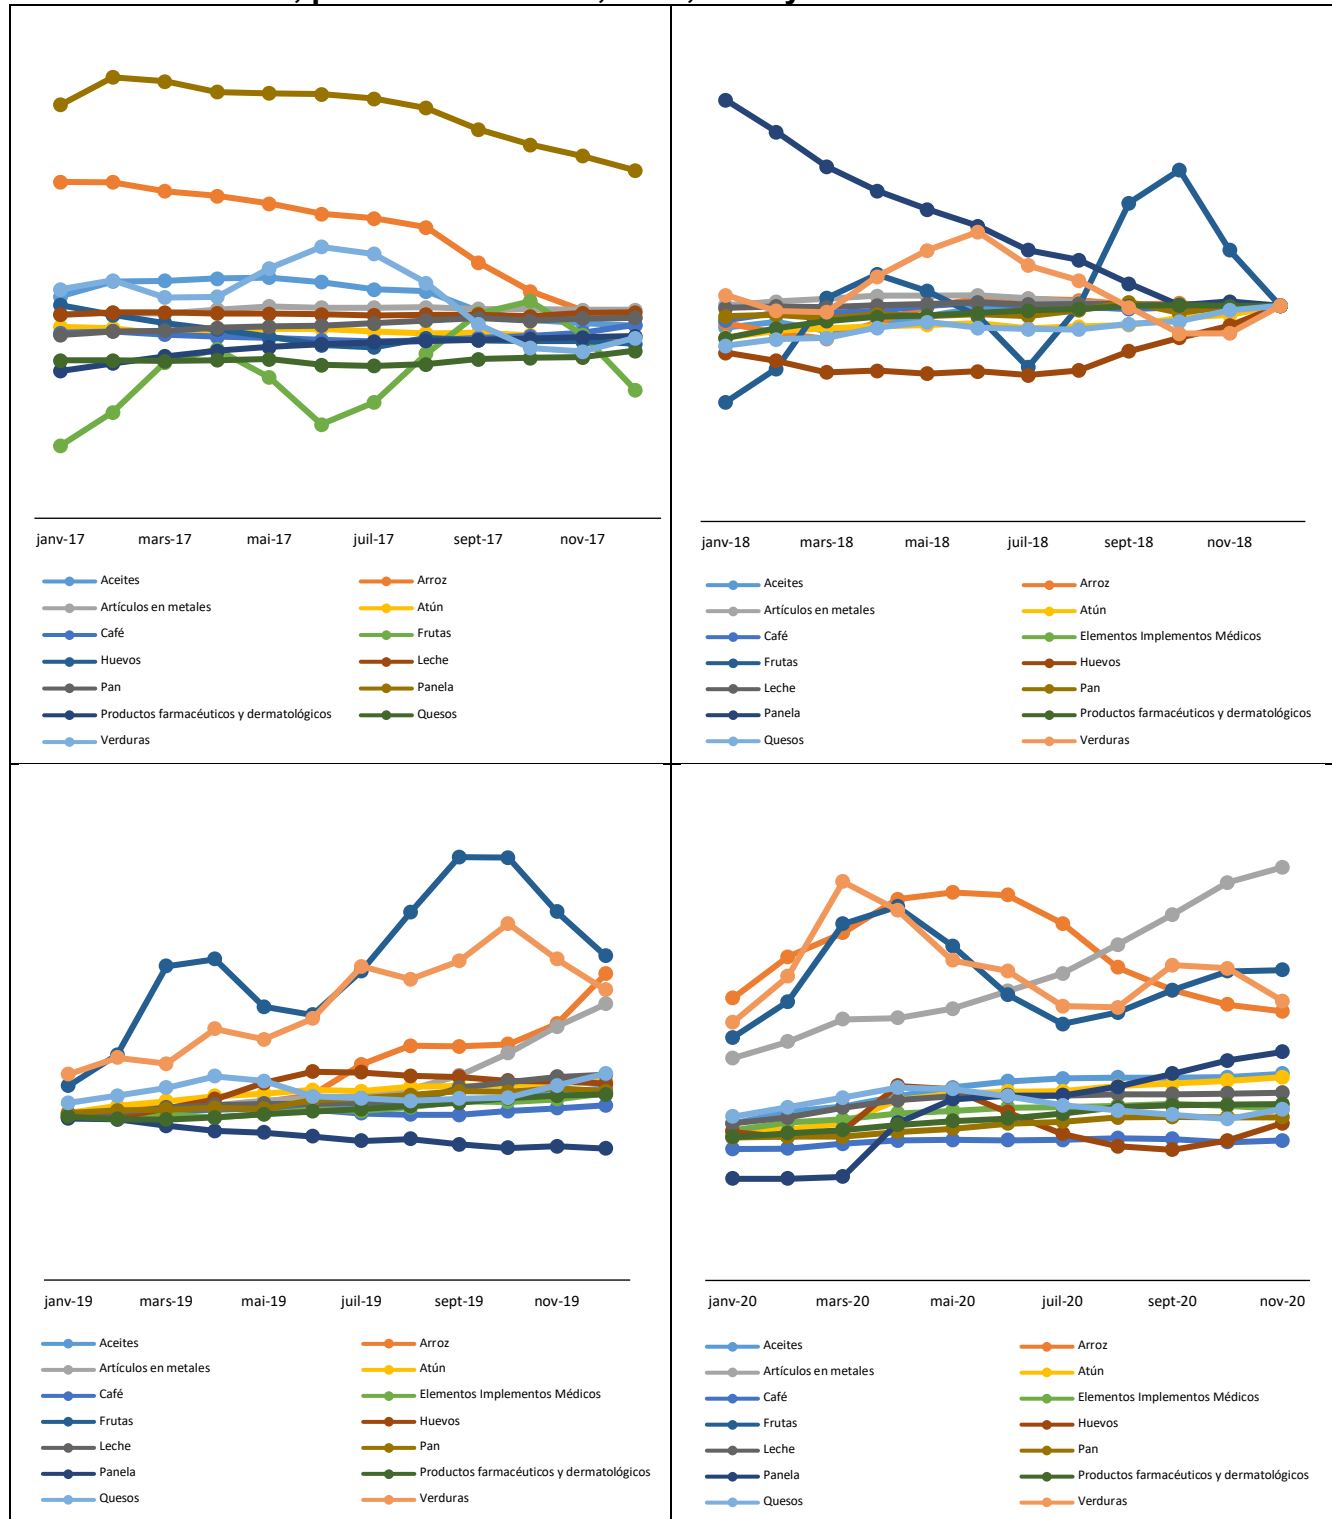 janv-17 mars-17 mai-17 juil-17 sept-17 nov-17
Aceites Arroz
Artículos en metales Atún
Café Frutas
Huevos Leche
Pan Panela
Productos farmacéuticos y dermatológicos Quesos
Verduras
janv-18 mars-18 mai-18 juil-18 sept-18 nov-18
Aceites Arroz
Artículos en metales Atún
Café Elementos Implementos Médicos
Frutas Huevos
Leche Pan
Panela Productos farmacéuticos y dermatológicos
Quesos Verduras
janv-19 mars-19 mai-19 juil-19 sept-19 nov-19
Aceites Arroz
Artículos en metales Atún
Café Elementos Implementos Médicos
Frutas Huevos
Leche Pan
Panela Productos farmacéuticos y dermatológicos
Quesos Verduras
janv-20 mars-20 mai-20 juil-20 sept-20 nov-20
Aceites Arroz
Artículos en metales Atún
Café Elementos Implementos Médicos
Frutas Huevos
Leche Pan
Panela Productos farmacéuticos y dermatológicos
Quesos Verduras